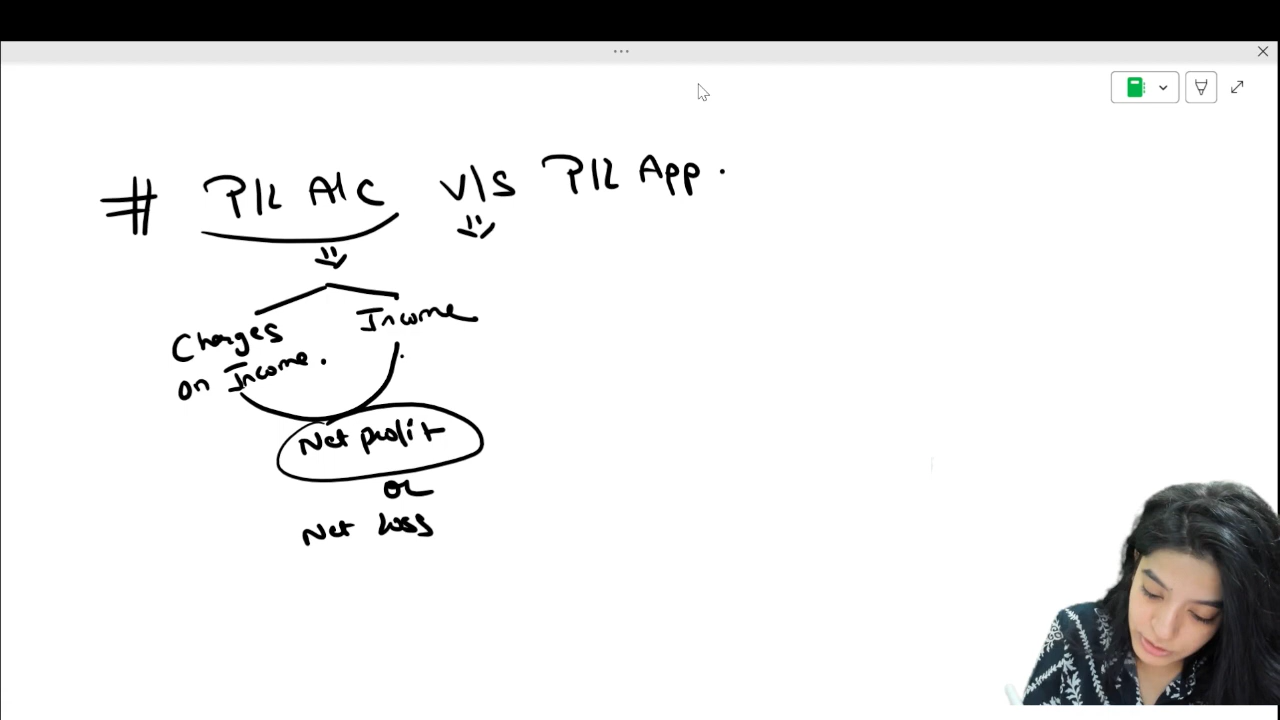 # P/L A/C V/S P/L App.
Charges
on Income.
Income
Net profit
or
Net loss